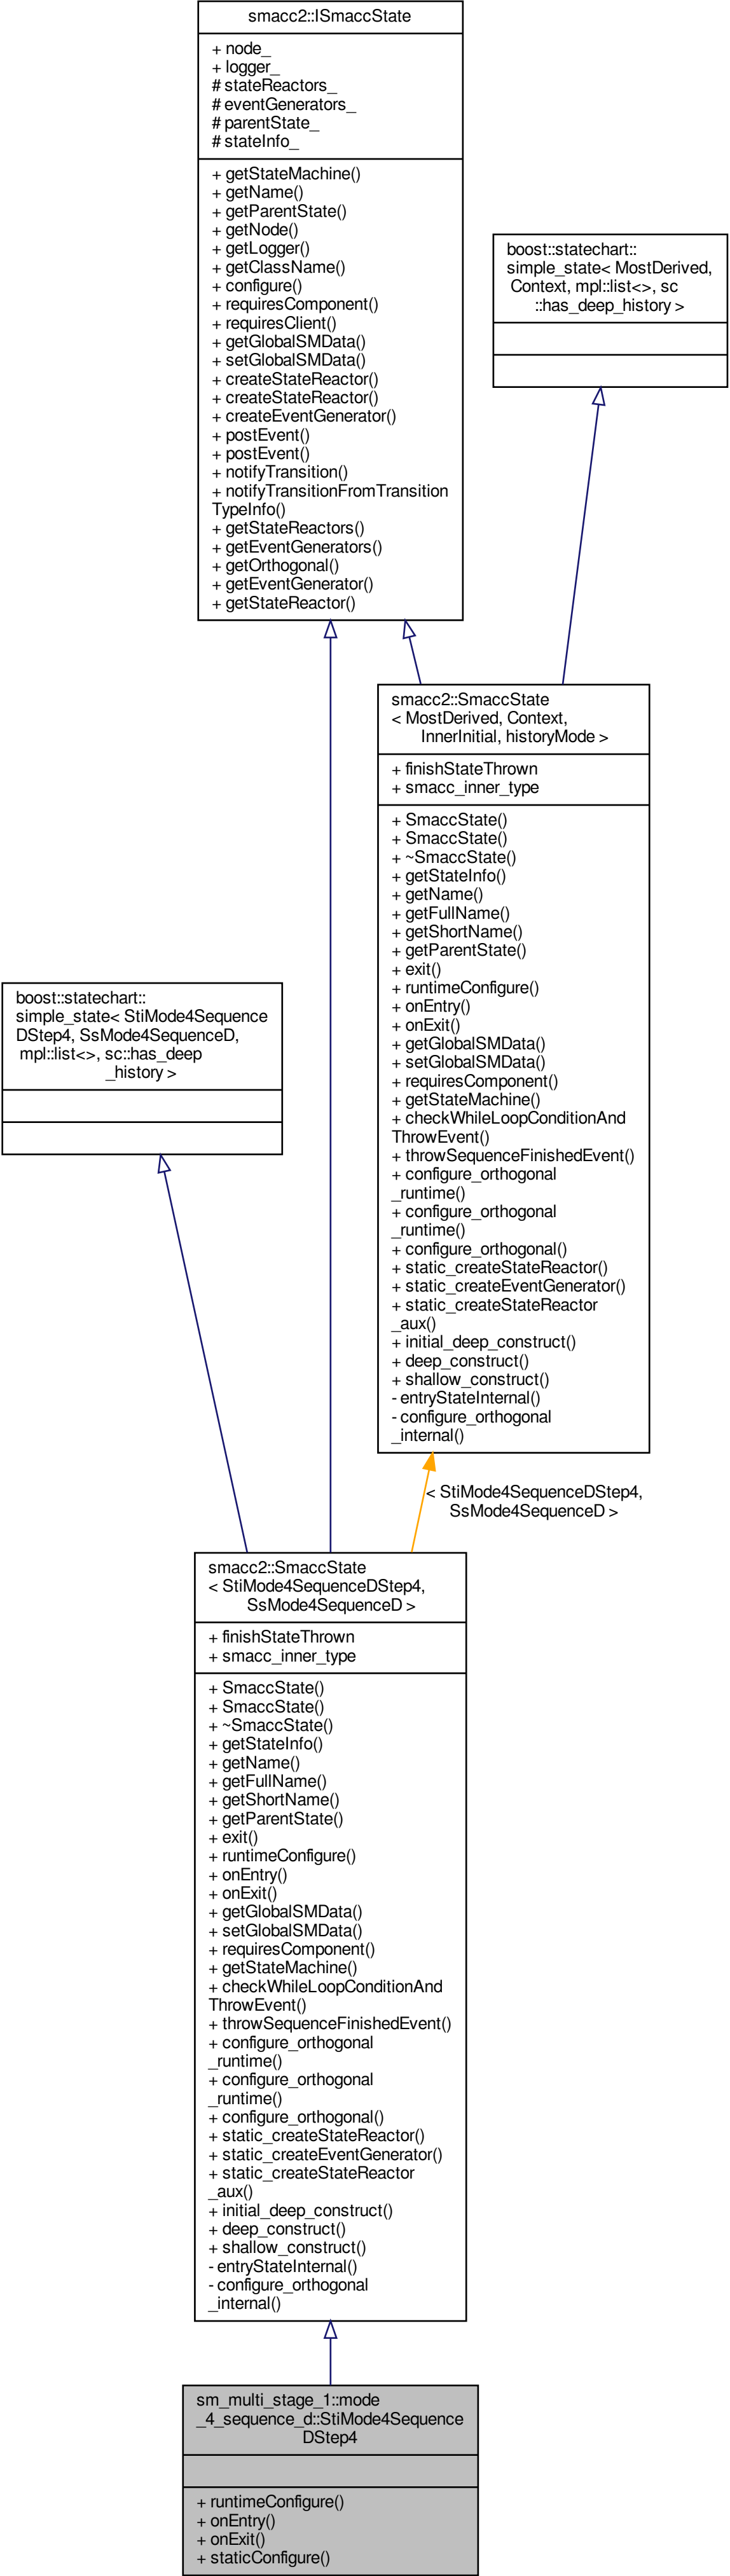 smacc2::ISmaccState
+ node_
+ logger_
# stateReactors_
# eventGenerators_
# parentState_
# stateInfo_
+ getStateMachine()
+ getName()
+ getParentState()
+ getNode()
+ getLogger()
+ getClassName()
+ configure()
+ requiresComponent()
+ requiresClient()
+ getGlobalSMData()
+ setGlobalSMData()
+ createStateReactor()
+ createStateReactor()
+ createEventGenerator()
+ postEvent()
+ postEvent()
+ notifyTransition()
+ notifyTransitionFromTransition
TypeInfo()
+ getStateReactors()
+ getEventGenerators()
+ getOrthogonal()
+ getEventGenerator()
+ getStateReactor()
boost::statechart::
simple_state< MostDerived,
Context, mpl::list<>, sc
::has_deep_history >
smacc2::SmaccState
< MostDerived, Context,
InnerInitial, historyMode >
+ finishStateThrown
+ smacc_inner_type
+ SmaccState()
+ SmaccState()
+ ~SmaccState()
+ getStateInfo()
+ getName()
+ getFullName()
+ getShortName()
+ getParentState()
+ exit()
+ runtimeConfigure()
+ onEntry()
+ onExit()
+ getGlobalSMData()
+ setGlobalSMData()
+ requiresComponent()
+ getStateMachine()
+ checkWhileLoopConditionAnd
ThrowEvent()
+ throwSequenceFinishedEvent()
+ configure_orthogonal
_runtime()
+ configure_orthogonal
_runtime()
+ configure_orthogonal()
+ static_createStateReactor()
+ static_createEventGenerator()
+ static_createStateReactor
_aux()
+ initial_deep_construct()
+ deep_construct()
+ shallow_construct()
- entryStateInternal()
- configure_orthogonal
_internal()
boost::statechart::
simple_state< StiMode4Sequence
DStep4, SsMode4SequenceD,
mpl::list<>, sc::has_deep
_history >
< StiMode4SequenceDStep4,
SsMode4SequenceD >
smacc2::SmaccState
< StiMode4SequenceDStep4,
SsMode4SequenceD >
+ finishStateThrown
+ smacc_inner_type
+ SmaccState()
+ SmaccState()
+ ~SmaccState()
+ getStateInfo()
+ getName()
+ getFullName()
+ getShortName()
+ getParentState()
+ exit()
+ runtimeConfigure()
+ onEntry()
+ onExit()
+ getGlobalSMData()
+ setGlobalSMData()
+ requiresComponent()
+ getStateMachine()
+ checkWhileLoopConditionAnd
ThrowEvent()
+ throwSequenceFinishedEvent()
+ configure_orthogonal
_runtime()
+ configure_orthogonal
_runtime()
+ configure_orthogonal()
+ static_createStateReactor()
+ static_createEventGenerator()
+ static_createStateReactor
_aux()
+ initial_deep_construct()
+ deep_construct()
+ shallow_construct()
- entryStateInternal()
- configure_orthogonal
_internal()
sm_multi_stage_1::mode
_4_sequence_d::StiMode4Sequence
DStep4
+ runtimeConfigure()
+ onEntry()
+ onExit()
+ staticConfigure()